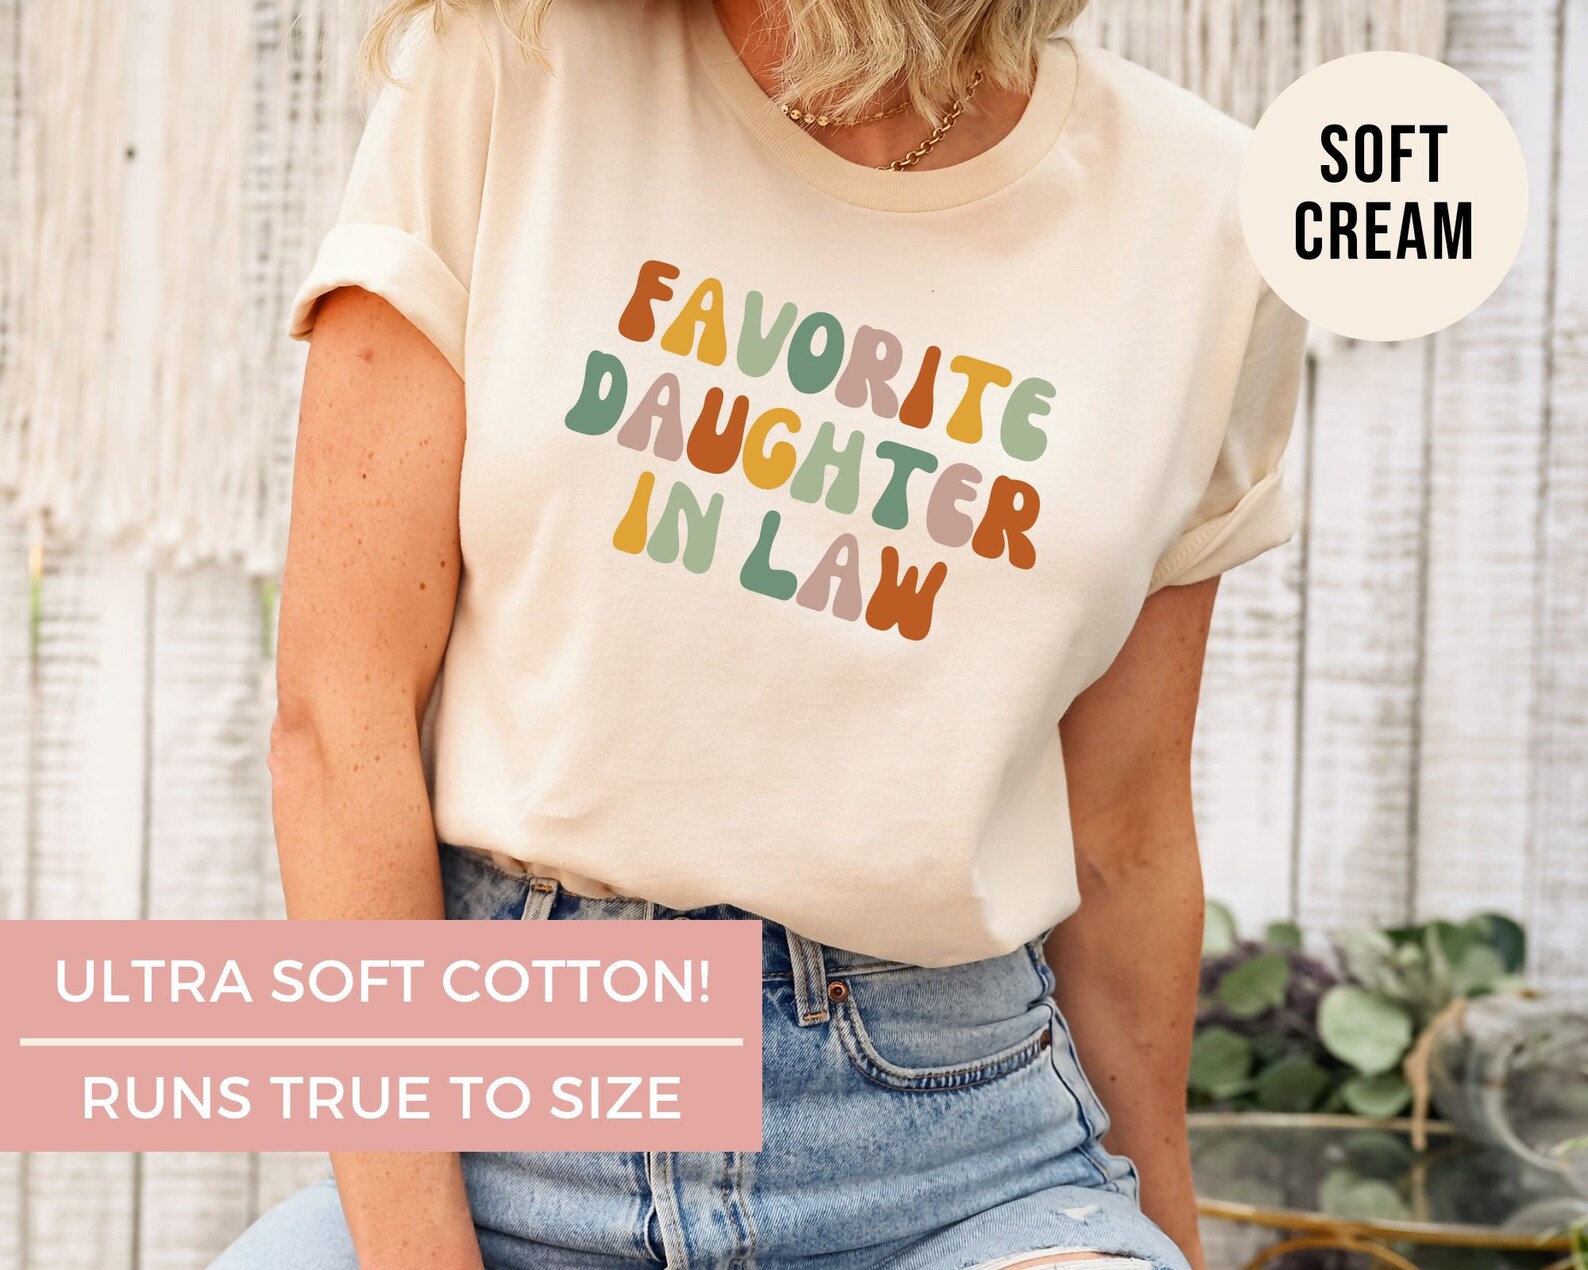 SOFT
CREAM
FAVORITE
DAUGHTER
IN LAW
ULTRA SOFT COTTON!
RUNS TRUE TO SIZE